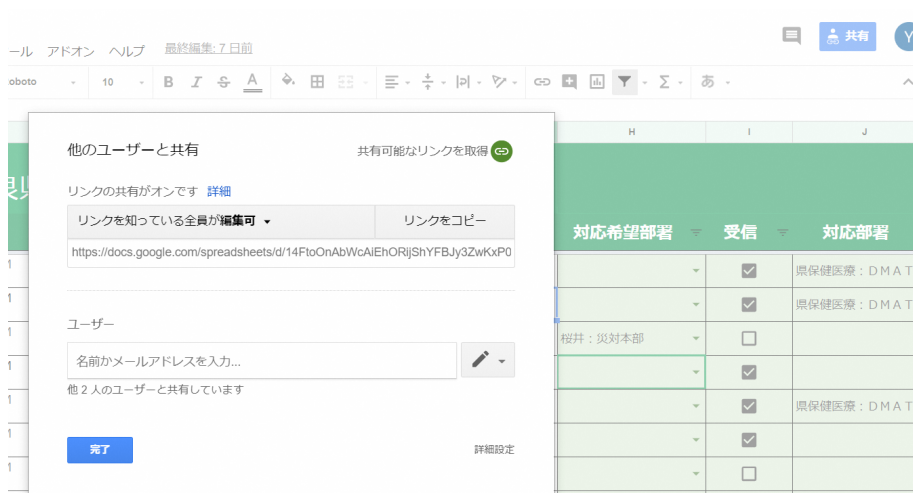 ール アドオン ヘルプ 最終編集: 7 日前
共有
Y
oboto 10 B I S A Σ あ
H I J
他のユーザーと共有 共有可能なリンクを取得
リンクの共有がオンです 詳細
リンクを知っている全員が編集可 リンクをコピー
https://docs.google.com/spreadsheets/d/14FtoOnAbWcAiEhORijShYFBJy3ZwKxP0
対応希望部署 受信 対応部署
県保健医療：ＤＭＡＴ
県保健医療：ＤＭＡＴ
ユーザー
桜井：災対本部
名前かメールアドレスを入力...
他 2 人のユーザーと共有しています
県保健医療：ＤＭＡＴ
完了 詳細設定